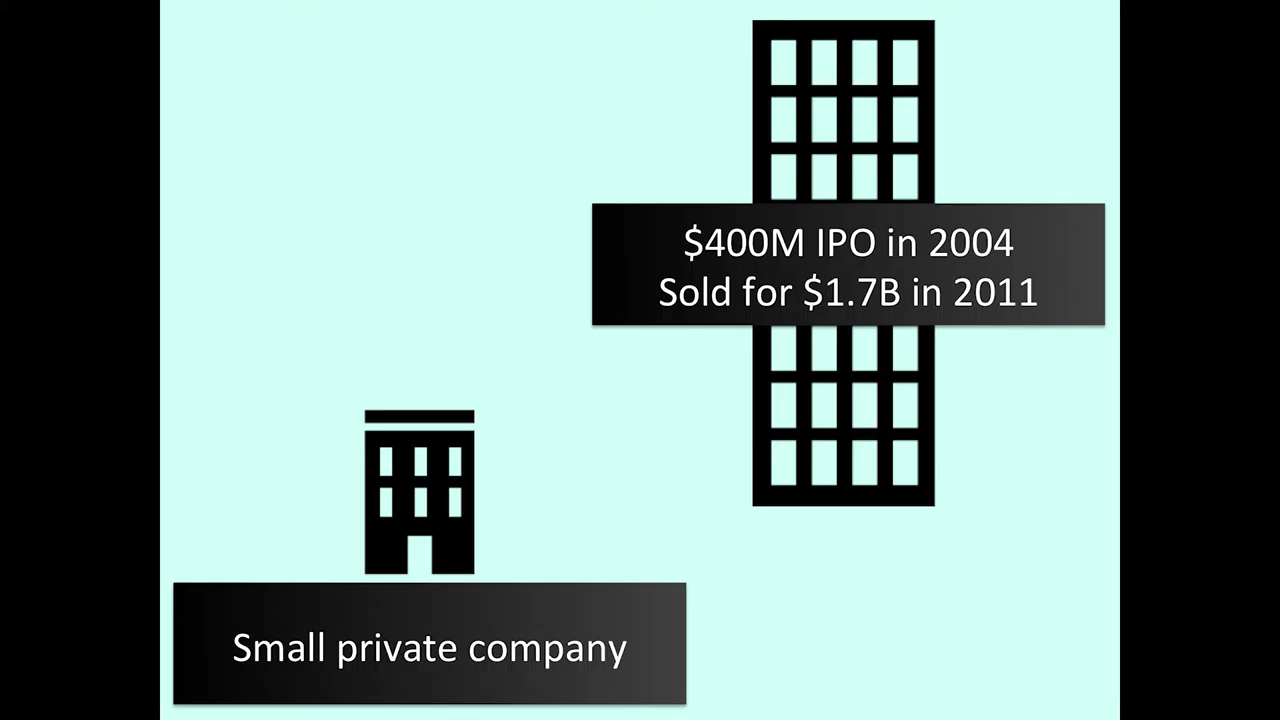 $400M IPO in 2004
Sold for $1.7B in 2011
Small private company